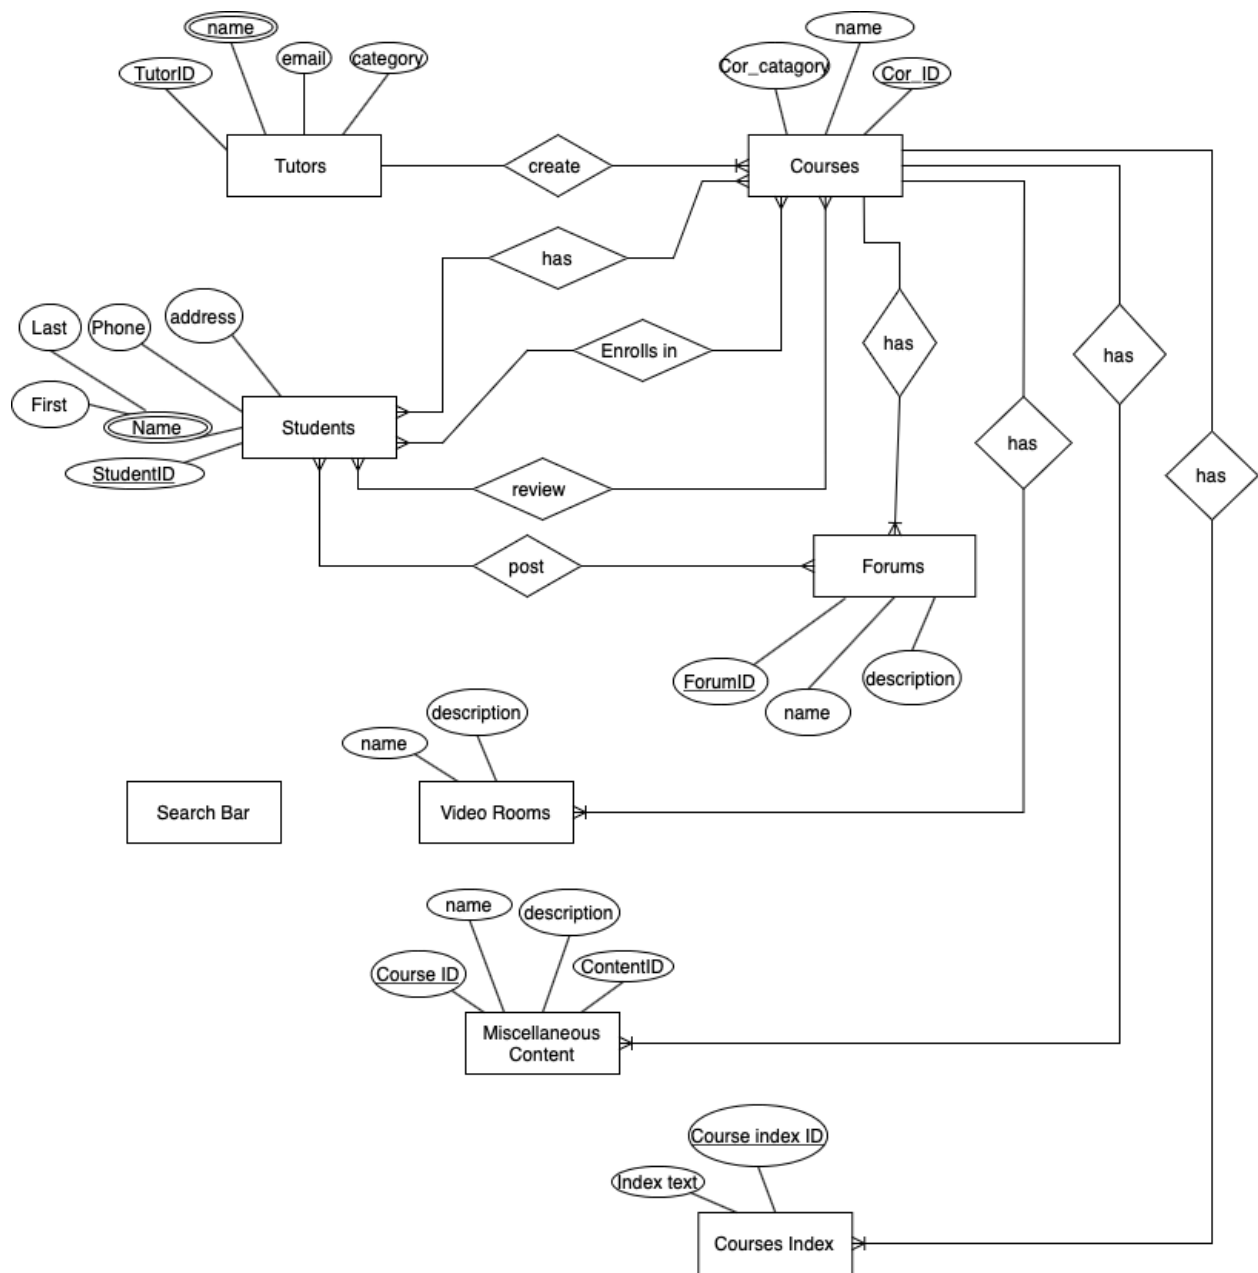 name
TutorID
email
category
Tutors
create
name
Cor_catagory
Cor_ID
Courses
has
Last
Phone
address
First
Name
StudentID
Students
Enrolls in
review
post
has
has
has
has
Forums
ForumID
name
description
name
description
Search Bar
Video Rooms
name
description
Course ID
ContentID
Miscellaneous
Content
Course index ID
Index text
Courses Index